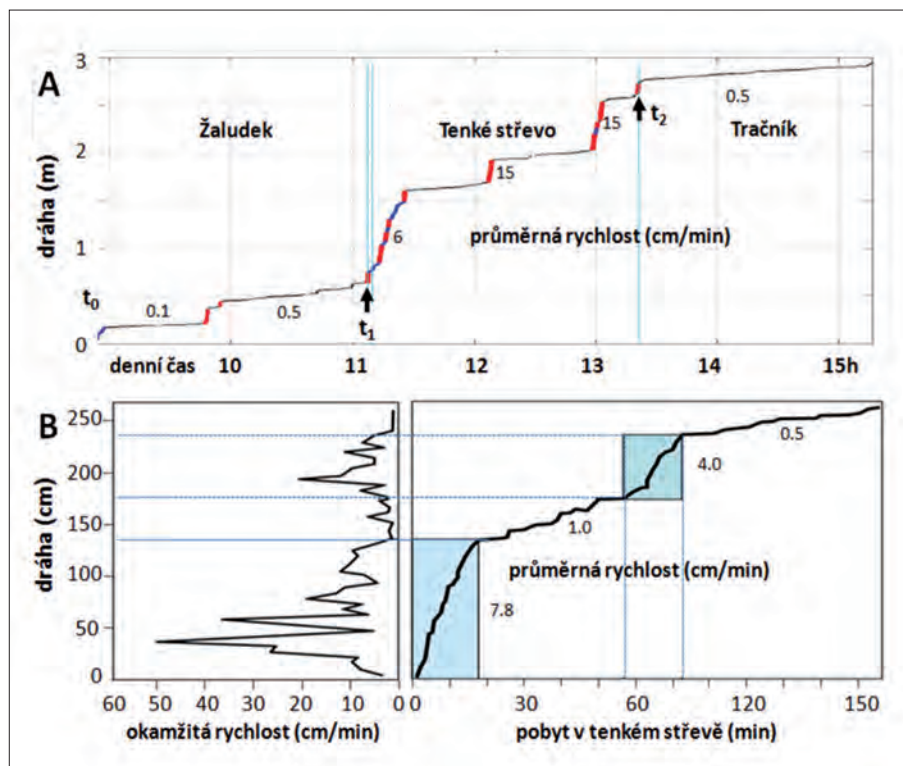 A
dráha (m)
3
2
1
0
Žaludek
Tenké střevo
Tračník
t0
0.1
0.5
t1
6
15
15
t2
0.5
průměrná rychlost (cm/min)
denní čas 10 11 12 13 14 15h
B
dráha (cm)
250
200
150
100
50
0
7.8
1.0
4.0
0.5
průměrná rychlost (cm/min)
60 50 40 30 20 10 0
0 30 60 120 150
okamžitá rychlost (cm/min)
pobyt v tenkém střevě (min)